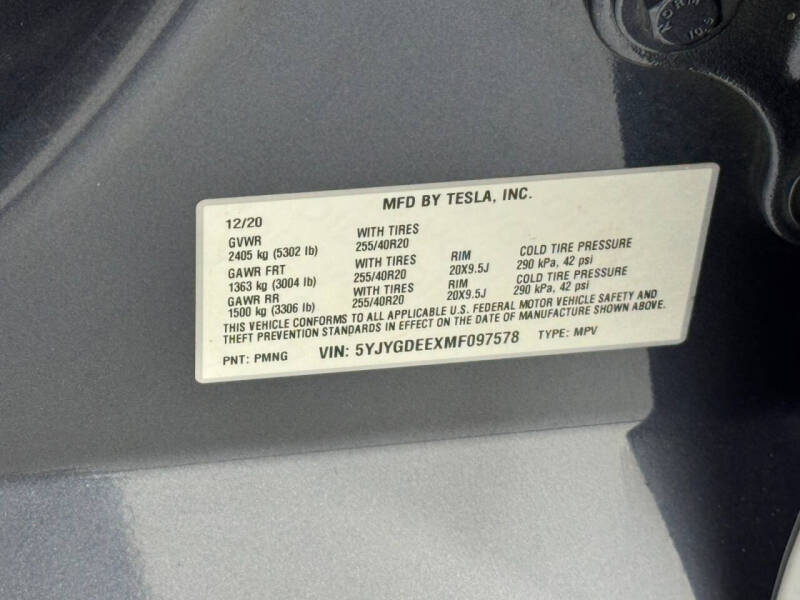 NORM
10.9
MFD BY TESLA, INC.
12/20
GVWR WITH TIRES
2405 kg (5302 lb) 255/40R20
GAWR FRT WITH TIRES RIM COLD TIRE PRESSURE
1363 kg (3004 lb) 255/40R20 20X9.5J 290 kPa, 42 psi
GAWR RR WITH TIRES RIM COLD TIRE PRESSURE
1500 kg (3306 lb) 255/40R20 20X9.5J 290 kPa, 42 psi
THIS VEHICLE CONFORMS TO ALL APPLICABLE U.S. FEDERAL MOTOR VEHICLE SAFETY AND
THEFT PREVENTION STANDARDS IN EFFECT ON THE DATE OF MANUFACTURE SHOWN ABOVE.
PNT: PMNG VIN: 5YJYGDEEXMF097578 TYPE: MPV